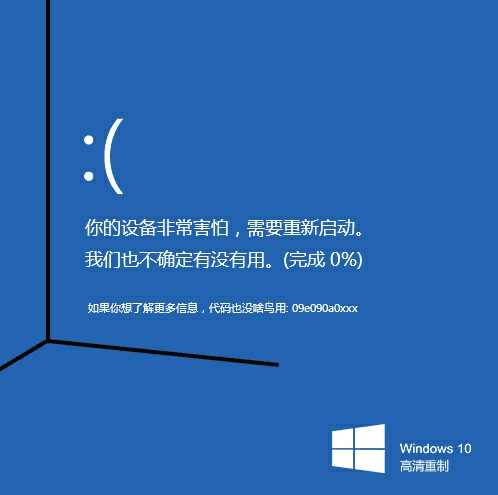 :(
你的设备非常害怕，需要重新启动。
我们也不确定有没有用。(完成 0%)
如果你想了解更多信息，代码也没啥鸟用: 09e090a0xxx
Windows 10
高清重制